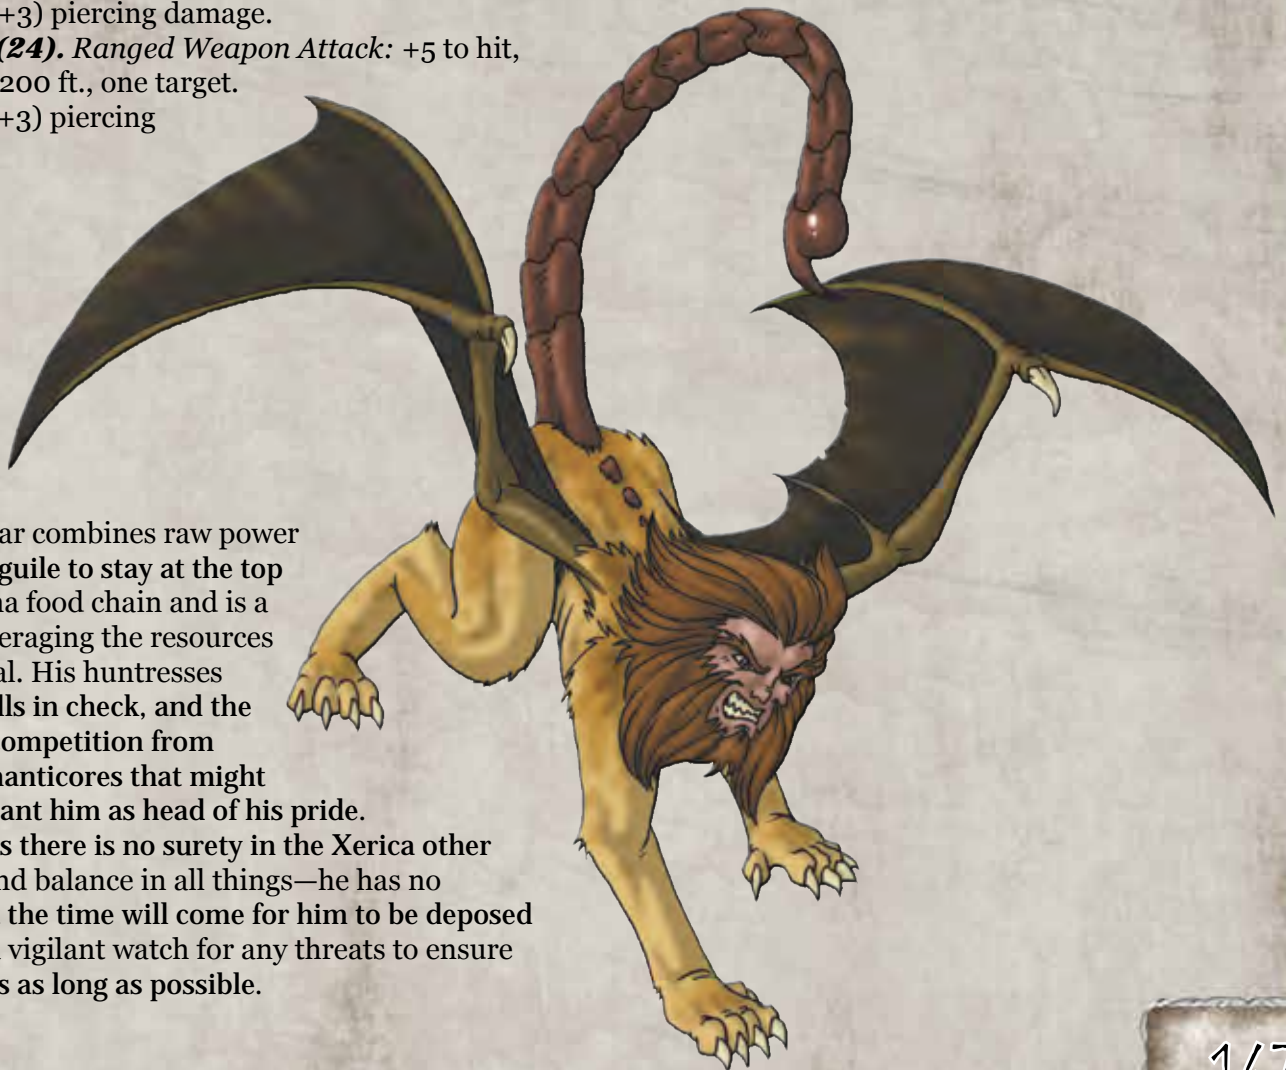 +3) piercing damage.
(24). Ranged Weapon Attack: +5 to hit,
200 ft., one target.
+3) piercing
ar combines raw power
guile to stay at the top
na food chain and is a
eraging the resources
al. His huntresses
lls in check, and the
ompetition from
nanticores that might
ant him as head of his pride.
s there is no surety in the Xerica other
nd balance in all things—he has no
the time will come for him to be deposed
vigilant watch for any threats to ensure
s as long as possible.
1/7